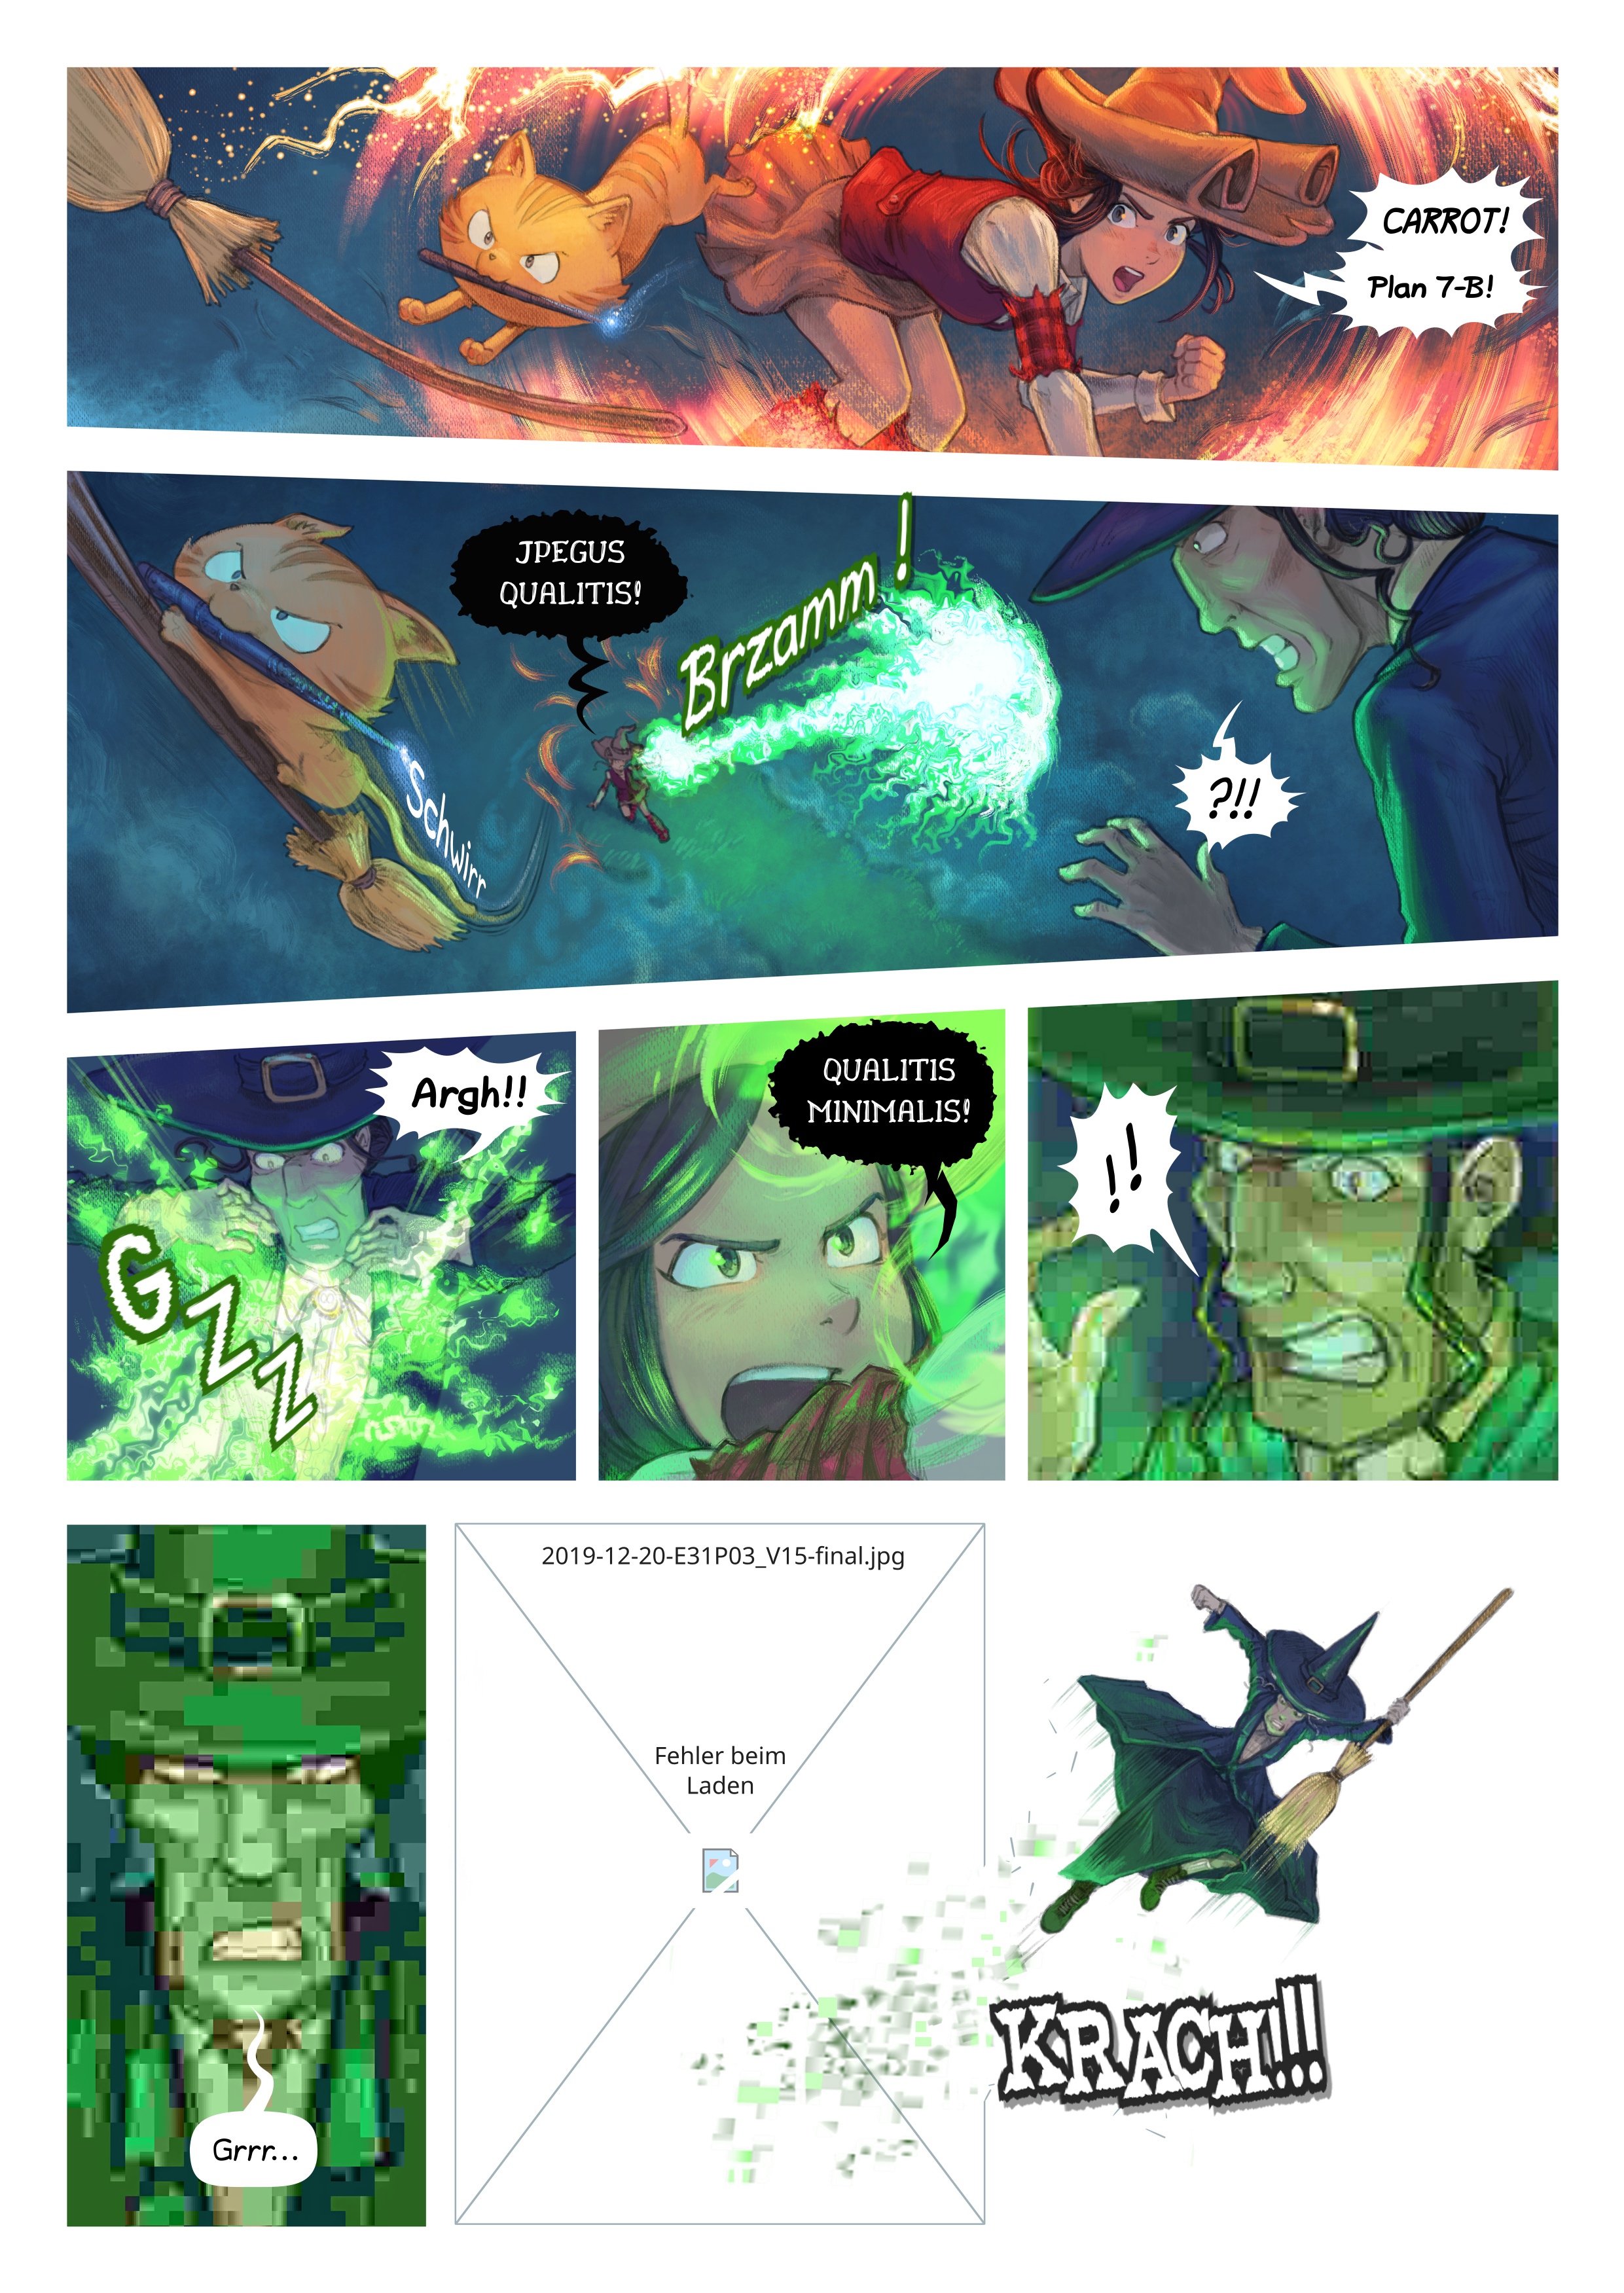 CARROT!
Plan 7-B!
JPEGUS
QUALITIS!
Brzamm !
Schwirr
?!!
Argh!!
GZZ
QUALITIS
MINIMALIS!
!!
Grrr...
2019-12-20-E31P03_V15-final.jpg
Fehler beim
Laden
KRACH!!!